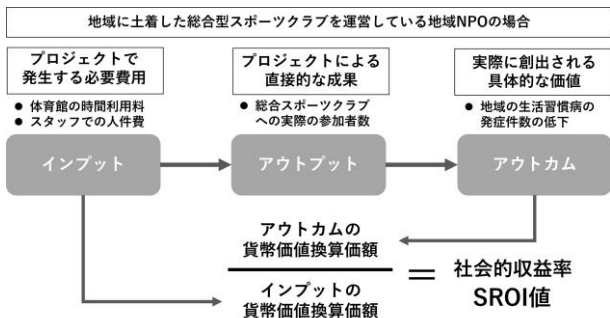 地域に土着した総合型スポーツクラブを運営している地域NPOの場合
プロジェクトで
発生する必要費用
● 体育館の時間利用料
● スタッフでの人件費
プロジェクトによる
直接的な成果
● 総合スポーツクラブ
への実際の参加者数
実際に創出される
具体的な価値
● 地域の生活習慣病の
発症件数の低下
インプット
アウトプット
アウトカム
アウトカムの
貨幣価値換算価額
インプットの
貨幣価値換算価額
=
社会的収益率
SROI値